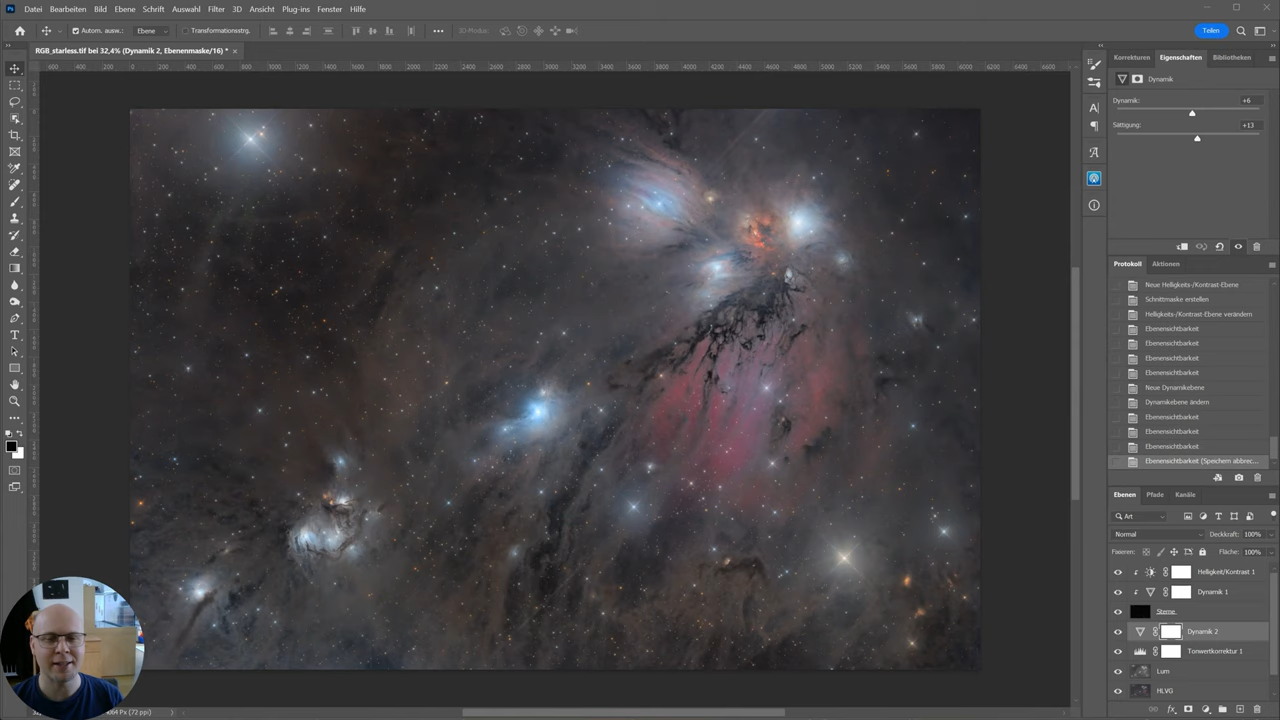 Ps Datei Bearbeiten Bild Ebene Schrift Auswahl Filter 3D Ansicht Plug-ins Fenster Hilfe
Autom. ausw.: Ebene Transformationsstrg. 3D-Modus: Teilen
RGB_starless.tif bei 32,4% (Dynamik 2, Ebenenmaske/16) * ×
Korrekturen Eigenschaften Bibliotheken
Dynamik
Dynamik: +6
Sättigung: +13
Protokoll Aktionen
Neue Helligkeits-/Kontrast-Ebene
Schnittmaske erstellen
Helligkeits-/Kontrast-Ebene verändern
Ebenensichtbarkeit
Ebenensichtbarkeit
Ebenensichtbarkeit
Ebenensichtbarkeit
Neue Dynamikebene
Dynamikebene ändern
Ebenensichtbarkeit
Ebenensichtbarkeit
Ebenensichtbarkeit
Ebenensichtbarkeit (Speichern abbrec...
Ebenen Pfade Kanäle
Art
Normal Deckkraft: 100%
Fixieren: Fläche: 100%
Helligkeit/Kontrast 1
Dynamik 1
Sterne
Dynamik 2
Tonwertkorrektur 1
Lum
HLVG
Px (72 ppi)